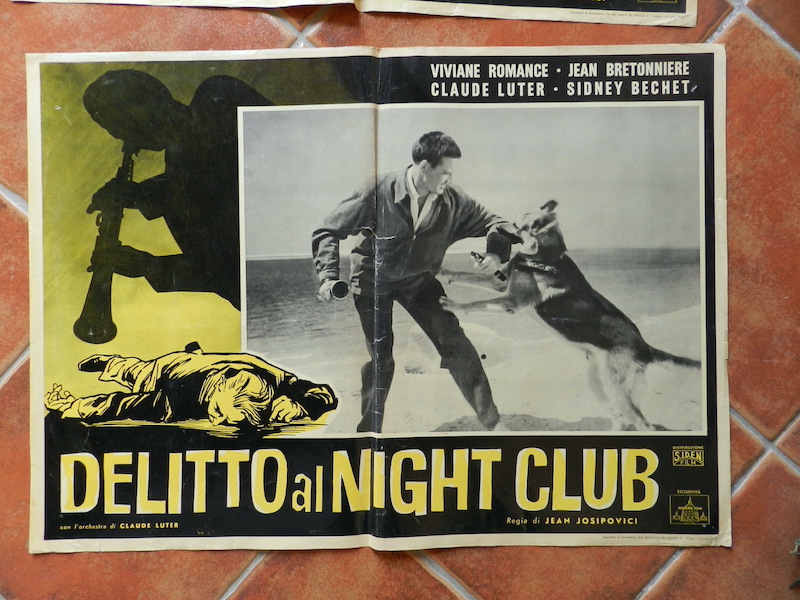 VIVIANE ROMANCE • JEAN BRETONNIERE
CLAUDE LUTER • SIDNEY BECHET
DELITTO al NIGHT CLUB
DISTRIBUZIONE
SIDEN
FILM
ESCLUSIVITÀ
con l'orchestra di CLAUDE LUTER
Regia di JEAN JOSIPOVICI